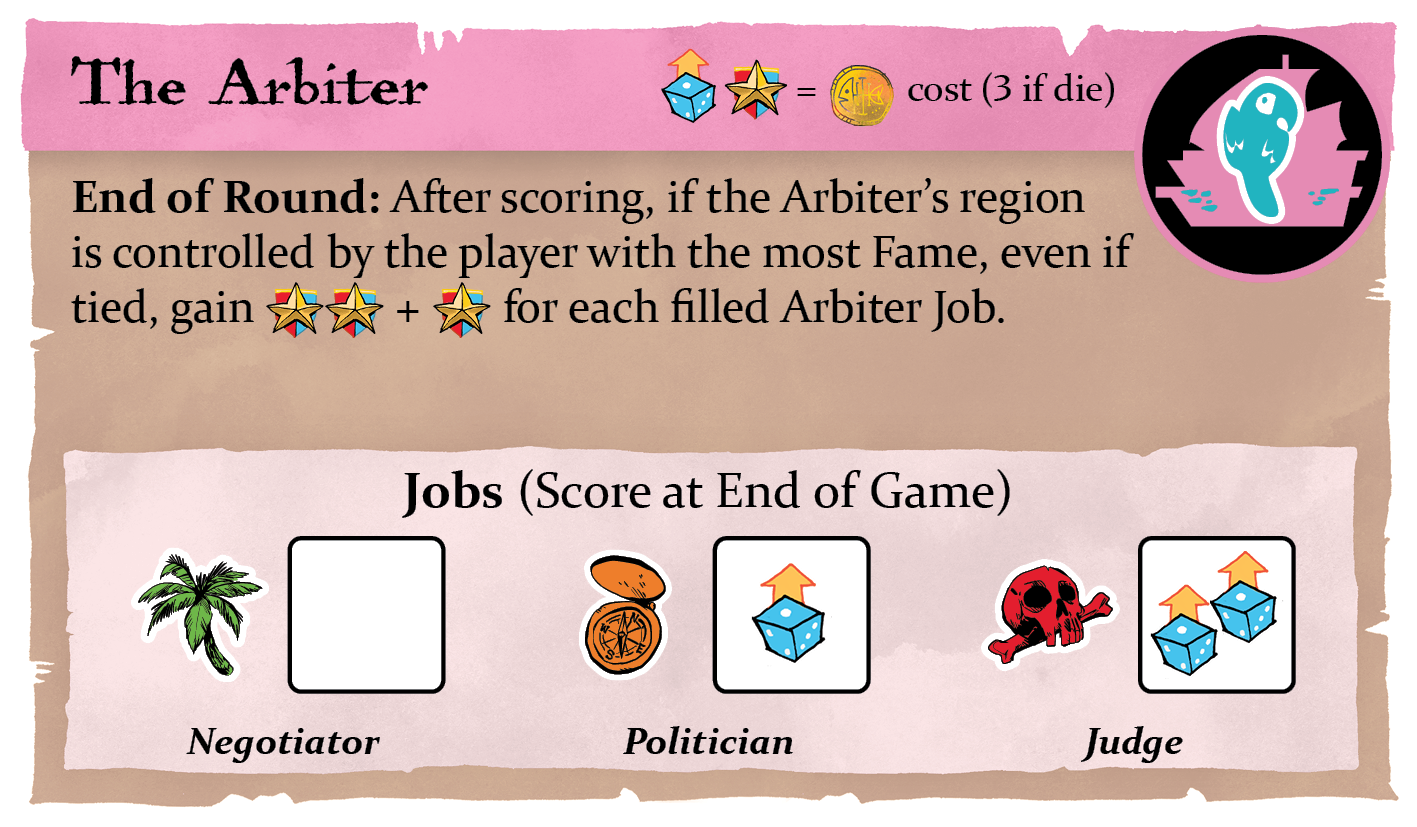 The Arbiter
= cost (3 if die)
End of Round: After scoring, if the Arbiter’s region
is controlled by the player with the most Fame, even if
tied, gain + for each filled Arbiter Job.
Jobs (Score at End of Game)
N
E
S
Negotiator
Politician
Judge